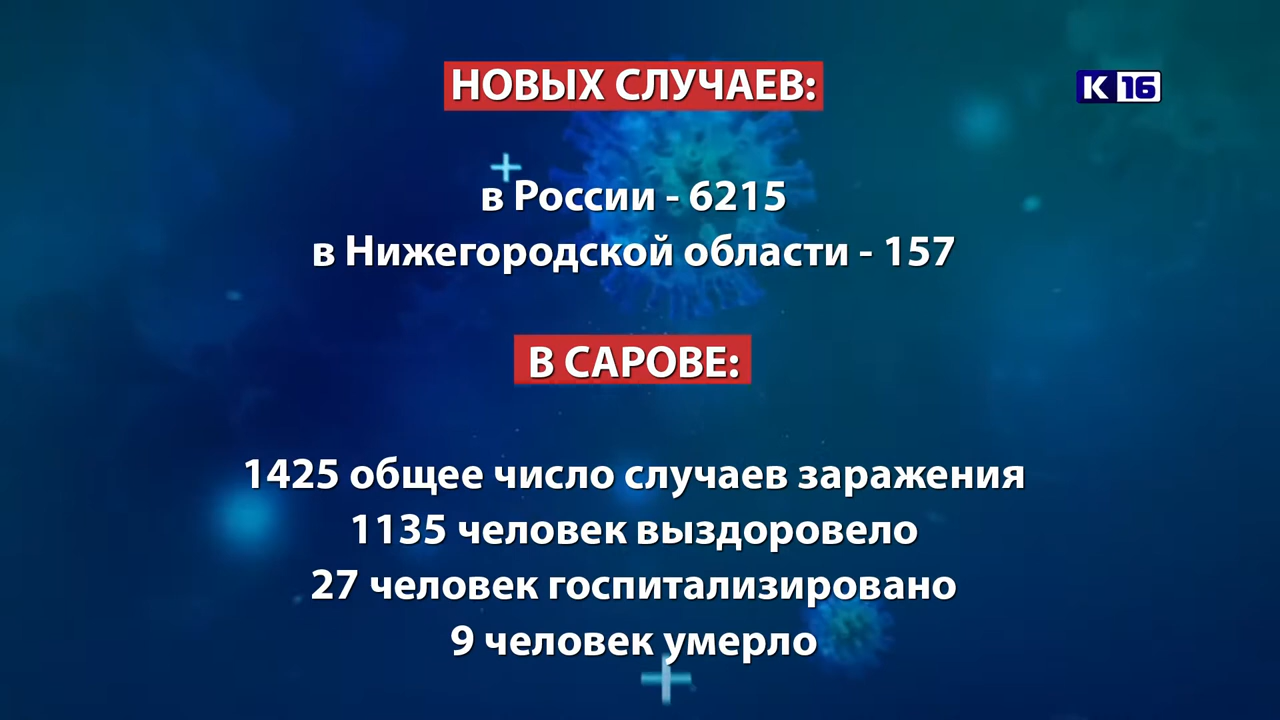 НОВЫХ СЛУЧАЕВ:
К 16
в России - 6215
в Нижегородской области - 157
В САРОВЕ:
1425 общее число случаев заражения
1135 человек выздоровело
27 человек госпитализировано
9 человек умерло